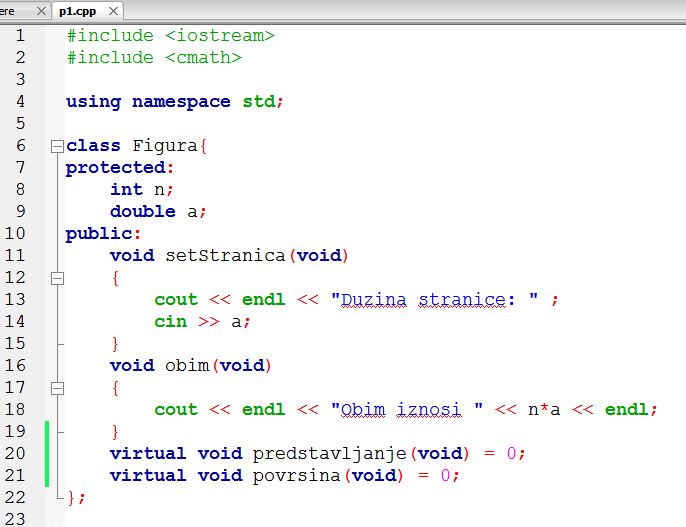 ere × p1.cpp ×
1 #include <iostream>
2 #include <cmath>
3
4 using namespace std;
5
6 class Figura{
7 protected:
8 int n;
9 double a;
10 public:
11 void setStranica(void)
12 {
13 cout << endl << "Duzina stranice: " ;
14 cin >> a;
15 }
16 void obim(void)
17 {
18 cout << endl << "Obim iznosi " << n*a << endl;
19 }
20 virtual void predstavljanje(void) = 0;
21 virtual void povrsina(void) = 0;
22 };
23